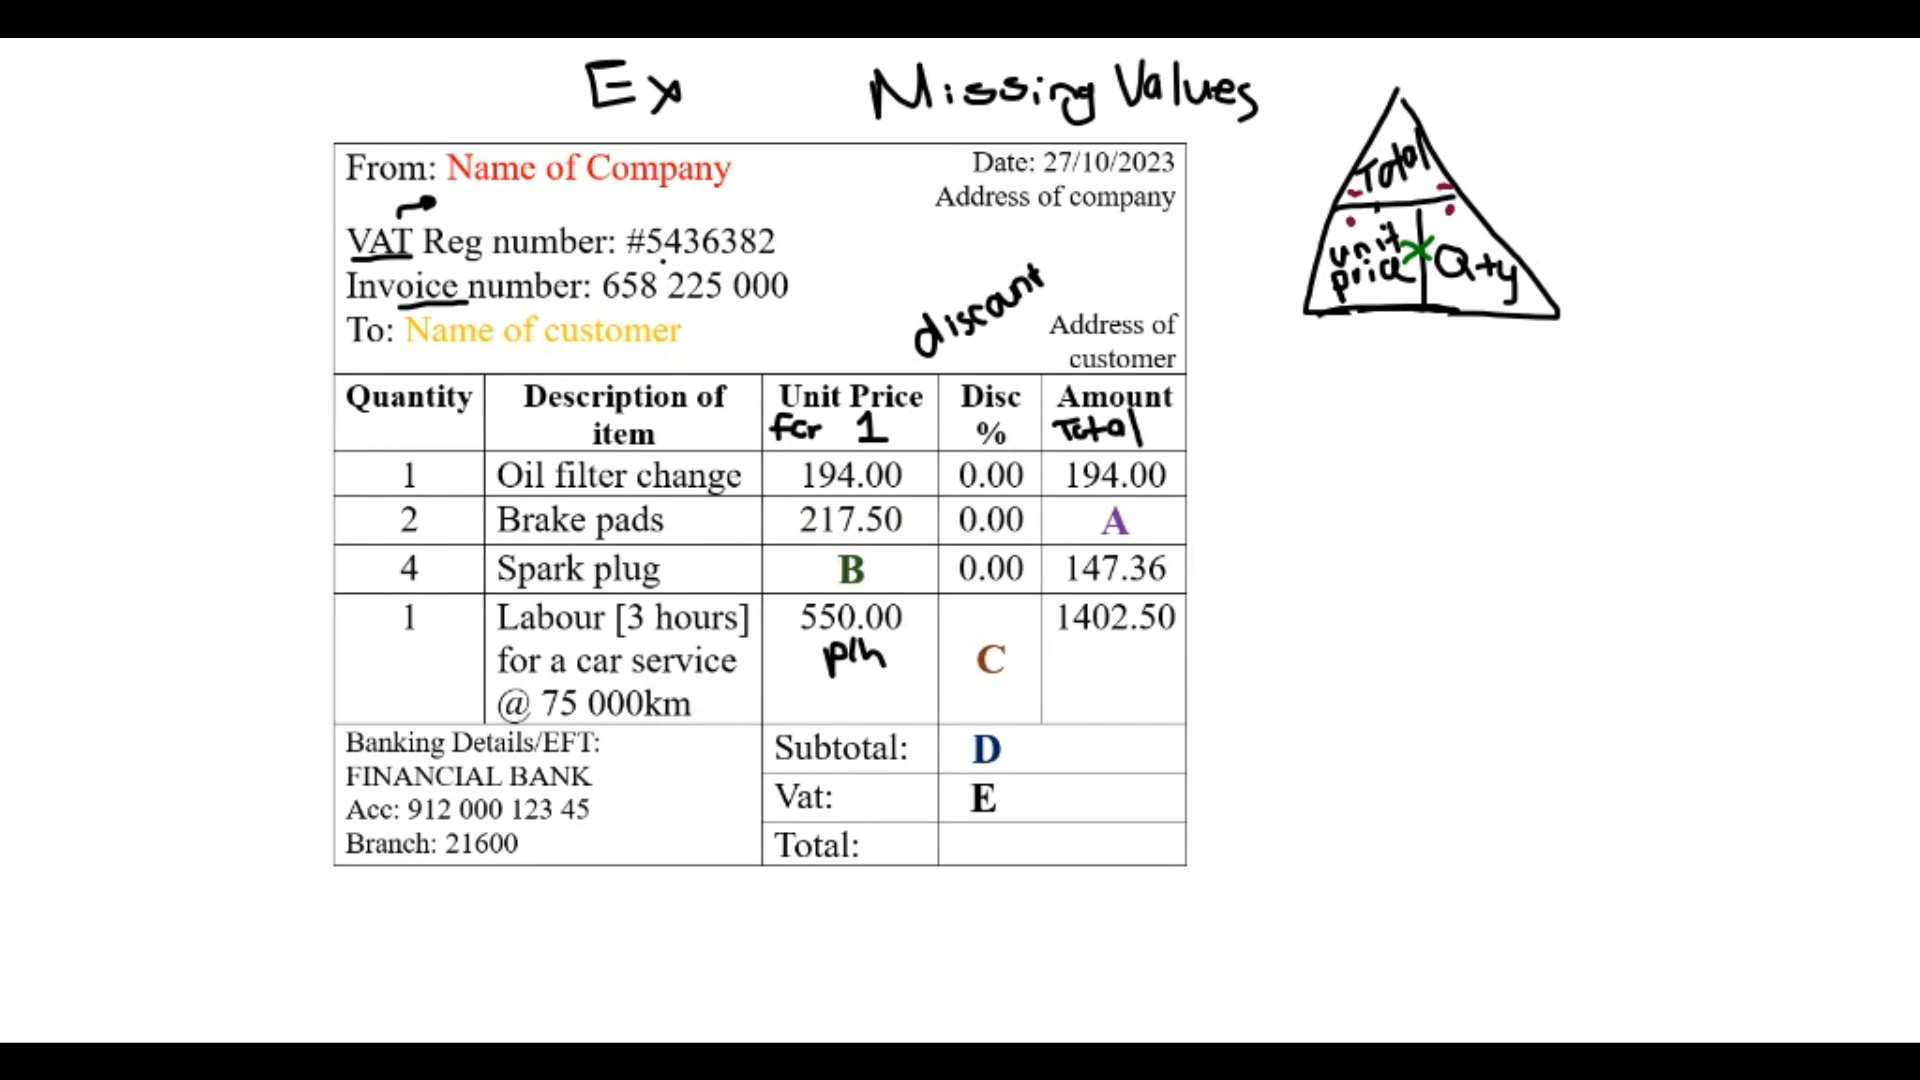 Ex Missing Values
From: Name of Company
Date: 27/10/2023
Address of company
VAT Reg number: #5436382
Invoice number: 658 225 000
To: Name of customer
discount
Address of
customer
Total
unit
price × Qty
Quantity Description of item Unit Price Disc % Amount
for 1 Total
1 Oil filter change 194.00 0.00 194.00
2 Brake pads 217.50 0.00 A
4 Spark plug B 0.00 147.36
1 Labour [3 hours] 550.00 1402.50
for a car service p/h C
@ 75 000km
Banking Details/EFT:
FINANCIAL BANK
Acc: 912 000 123 45
Branch: 21600
Subtotal: D
Vat: E
Total: